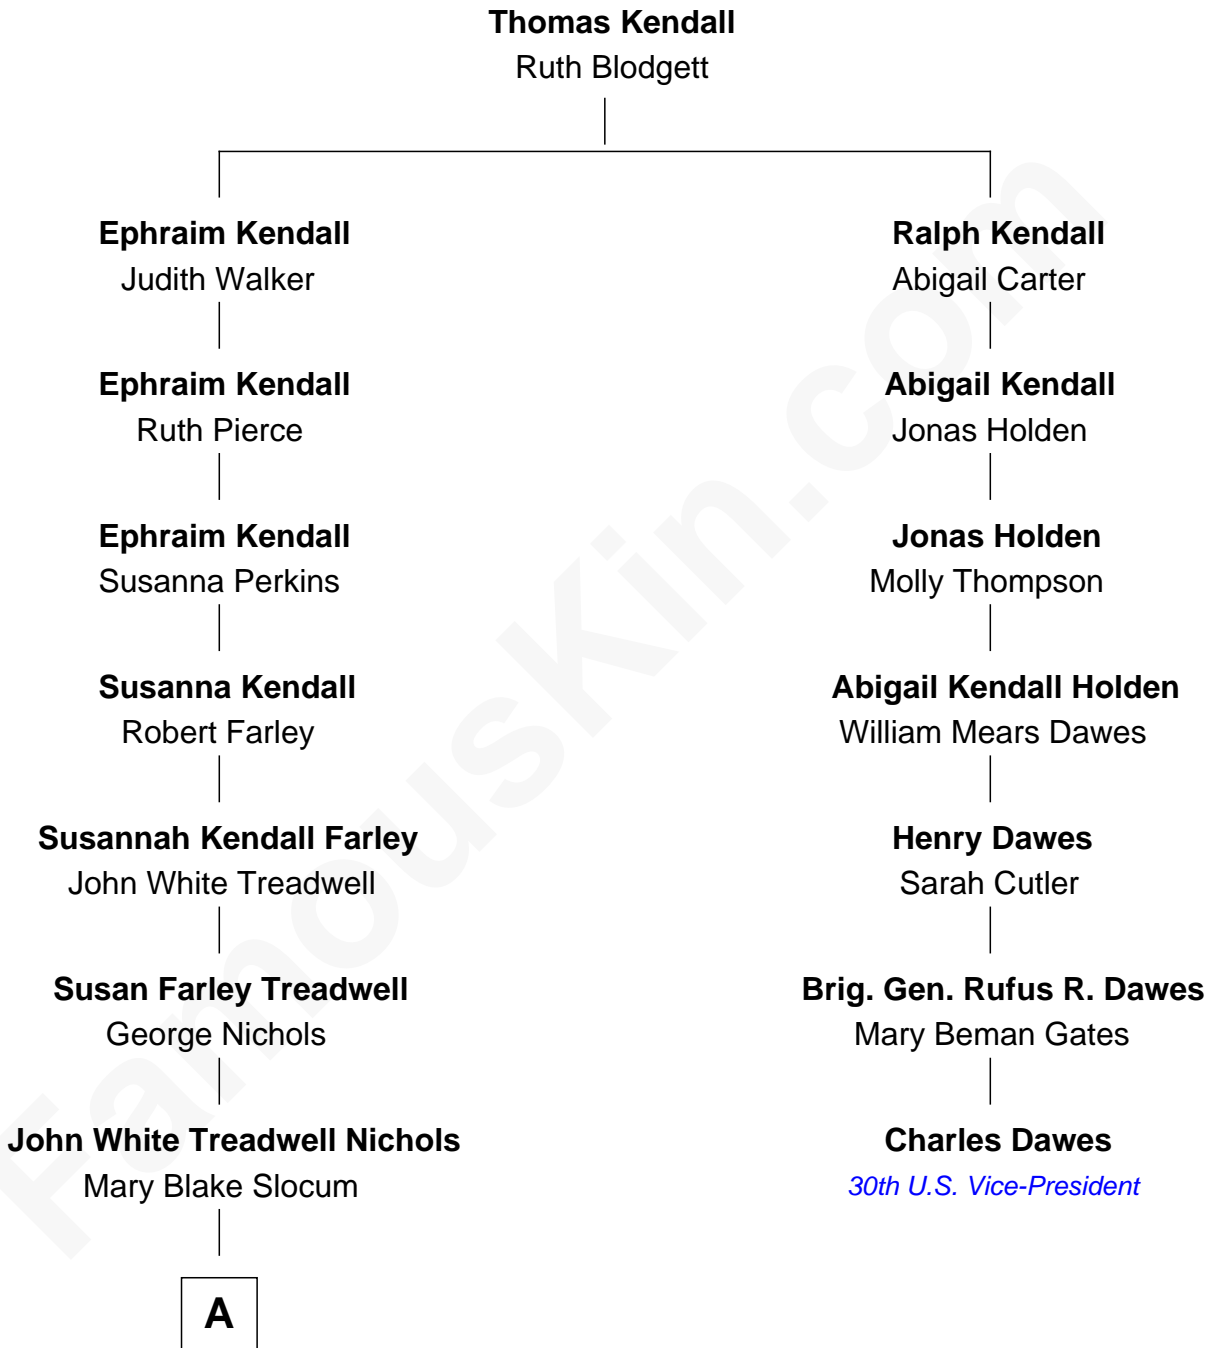 Thomas Kendall
Ruth Blodgett
Ephraim Kendall
Judith Walker
Ralph Kendall
Abigail Carter
Ephraim Kendall
Ruth Pierce
Abigail Kendall
Jonas Holden
Ephraim Kendall
Susanna Perkins
Jonas Holden
Molly Thompson
Susanna Kendall
Robert Farley
Abigail Kendall Holden
William Mears Dawes
Susannah Kendall Farley
John White Treadwell
Henry Dawes
Sarah Cutler
Susan Farley Treadwell
George Nichols
Brig. Gen. Rufus R. Dawes
Mary Beman Gates
John White Treadwell Nichols
Mary Blake Slocum
Charles Dawes
30th U.S. Vice-President
A
FamousKin.com